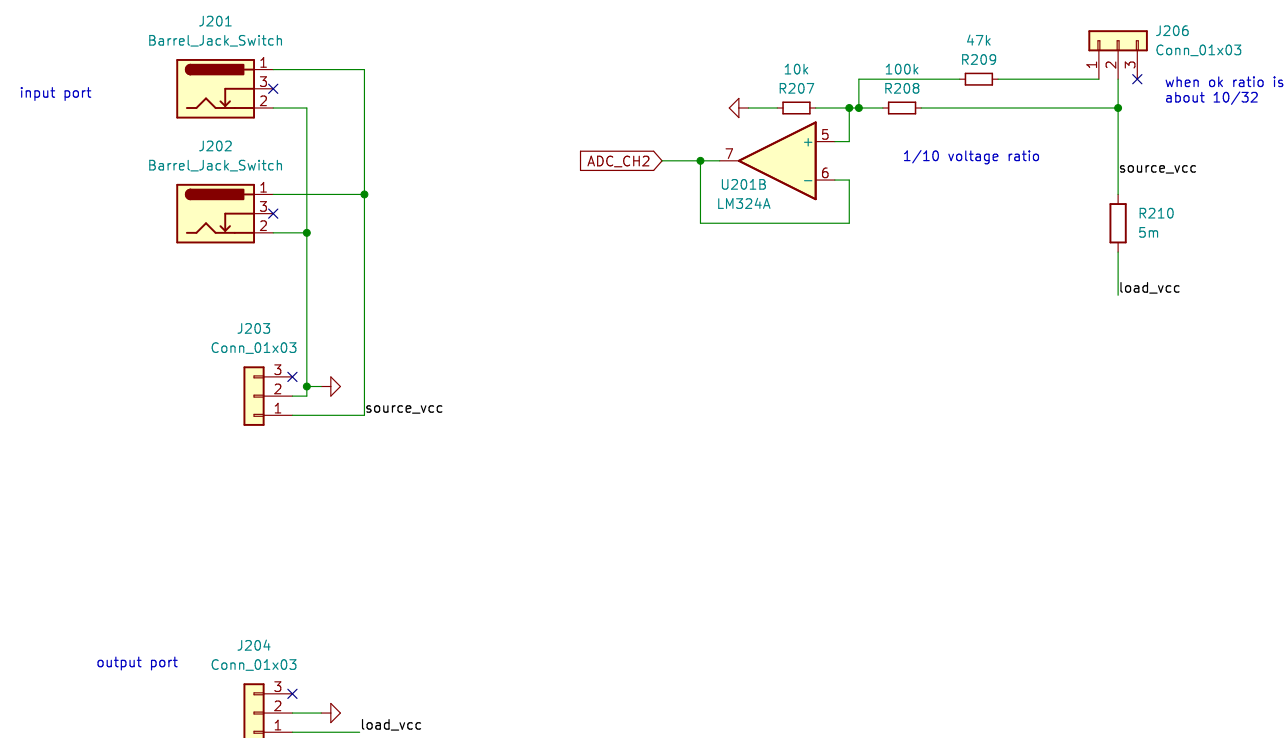 J201
Barrel_Jack_Switch
1
3
2
input port
J202
Barrel_Jack_Switch
1
3
2
J203
Conn_01x03
3
2
1
source_vcc
output port
J204
Conn_01x03
3
2
1
load_vcc
ADC_CH2
7
5
+
6
−
U201B
LM324A
10k
R207
100k
R208
47k
R209
1/10 voltage ratio
J206
Conn_01x03
1
2
3
when ok ratio is
about 10/32
source_vcc
R210
5m
load_vcc